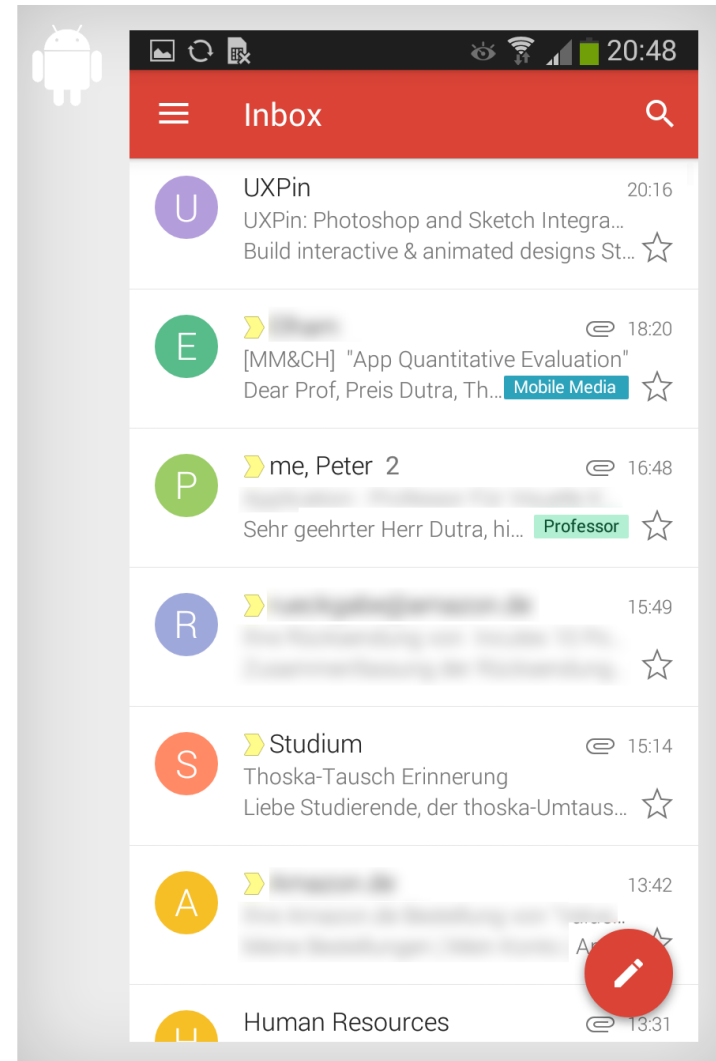 20:48
Inbox
U
UXPin
20:16
UXPin: Photoshop and Sketch Integra...
Build interactive & animated designs St...
E
18:20
[MM&CH] "App Quantitative Evaluation"
Dear Prof, Preis Dutra, Th... Mobile Media
P
me, Peter 2
16:48
Sehr geehrter Herr Dutra, hi... Professor
R
15:49
S
Studium
15:14
Thoska-Tausch Erinnerung
Liebe Studierende, der thoska-Umtaus...
A
13:42
H
Human Resources
13:31